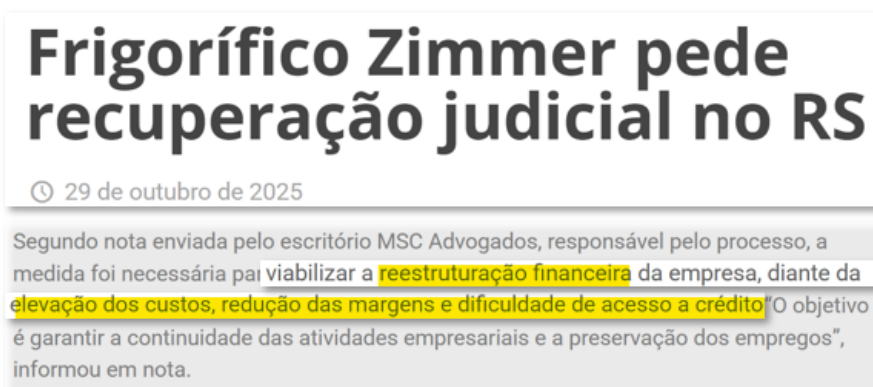 Frigorífico Zimmer pede
recuperação judicial no RS
29 de outubro de 2025
Segundo nota enviada pelo escritório MSC Advogados, responsável pelo processo, a
medida foi necessária par viabilizar a reestruturação financeira da empresa, diante da
elevação dos custos, redução das margens e dificuldade de acesso a crédito "O objetivo
é garantir a continuidade das atividades empresariais e a preservação dos empregos",
informou em nota.